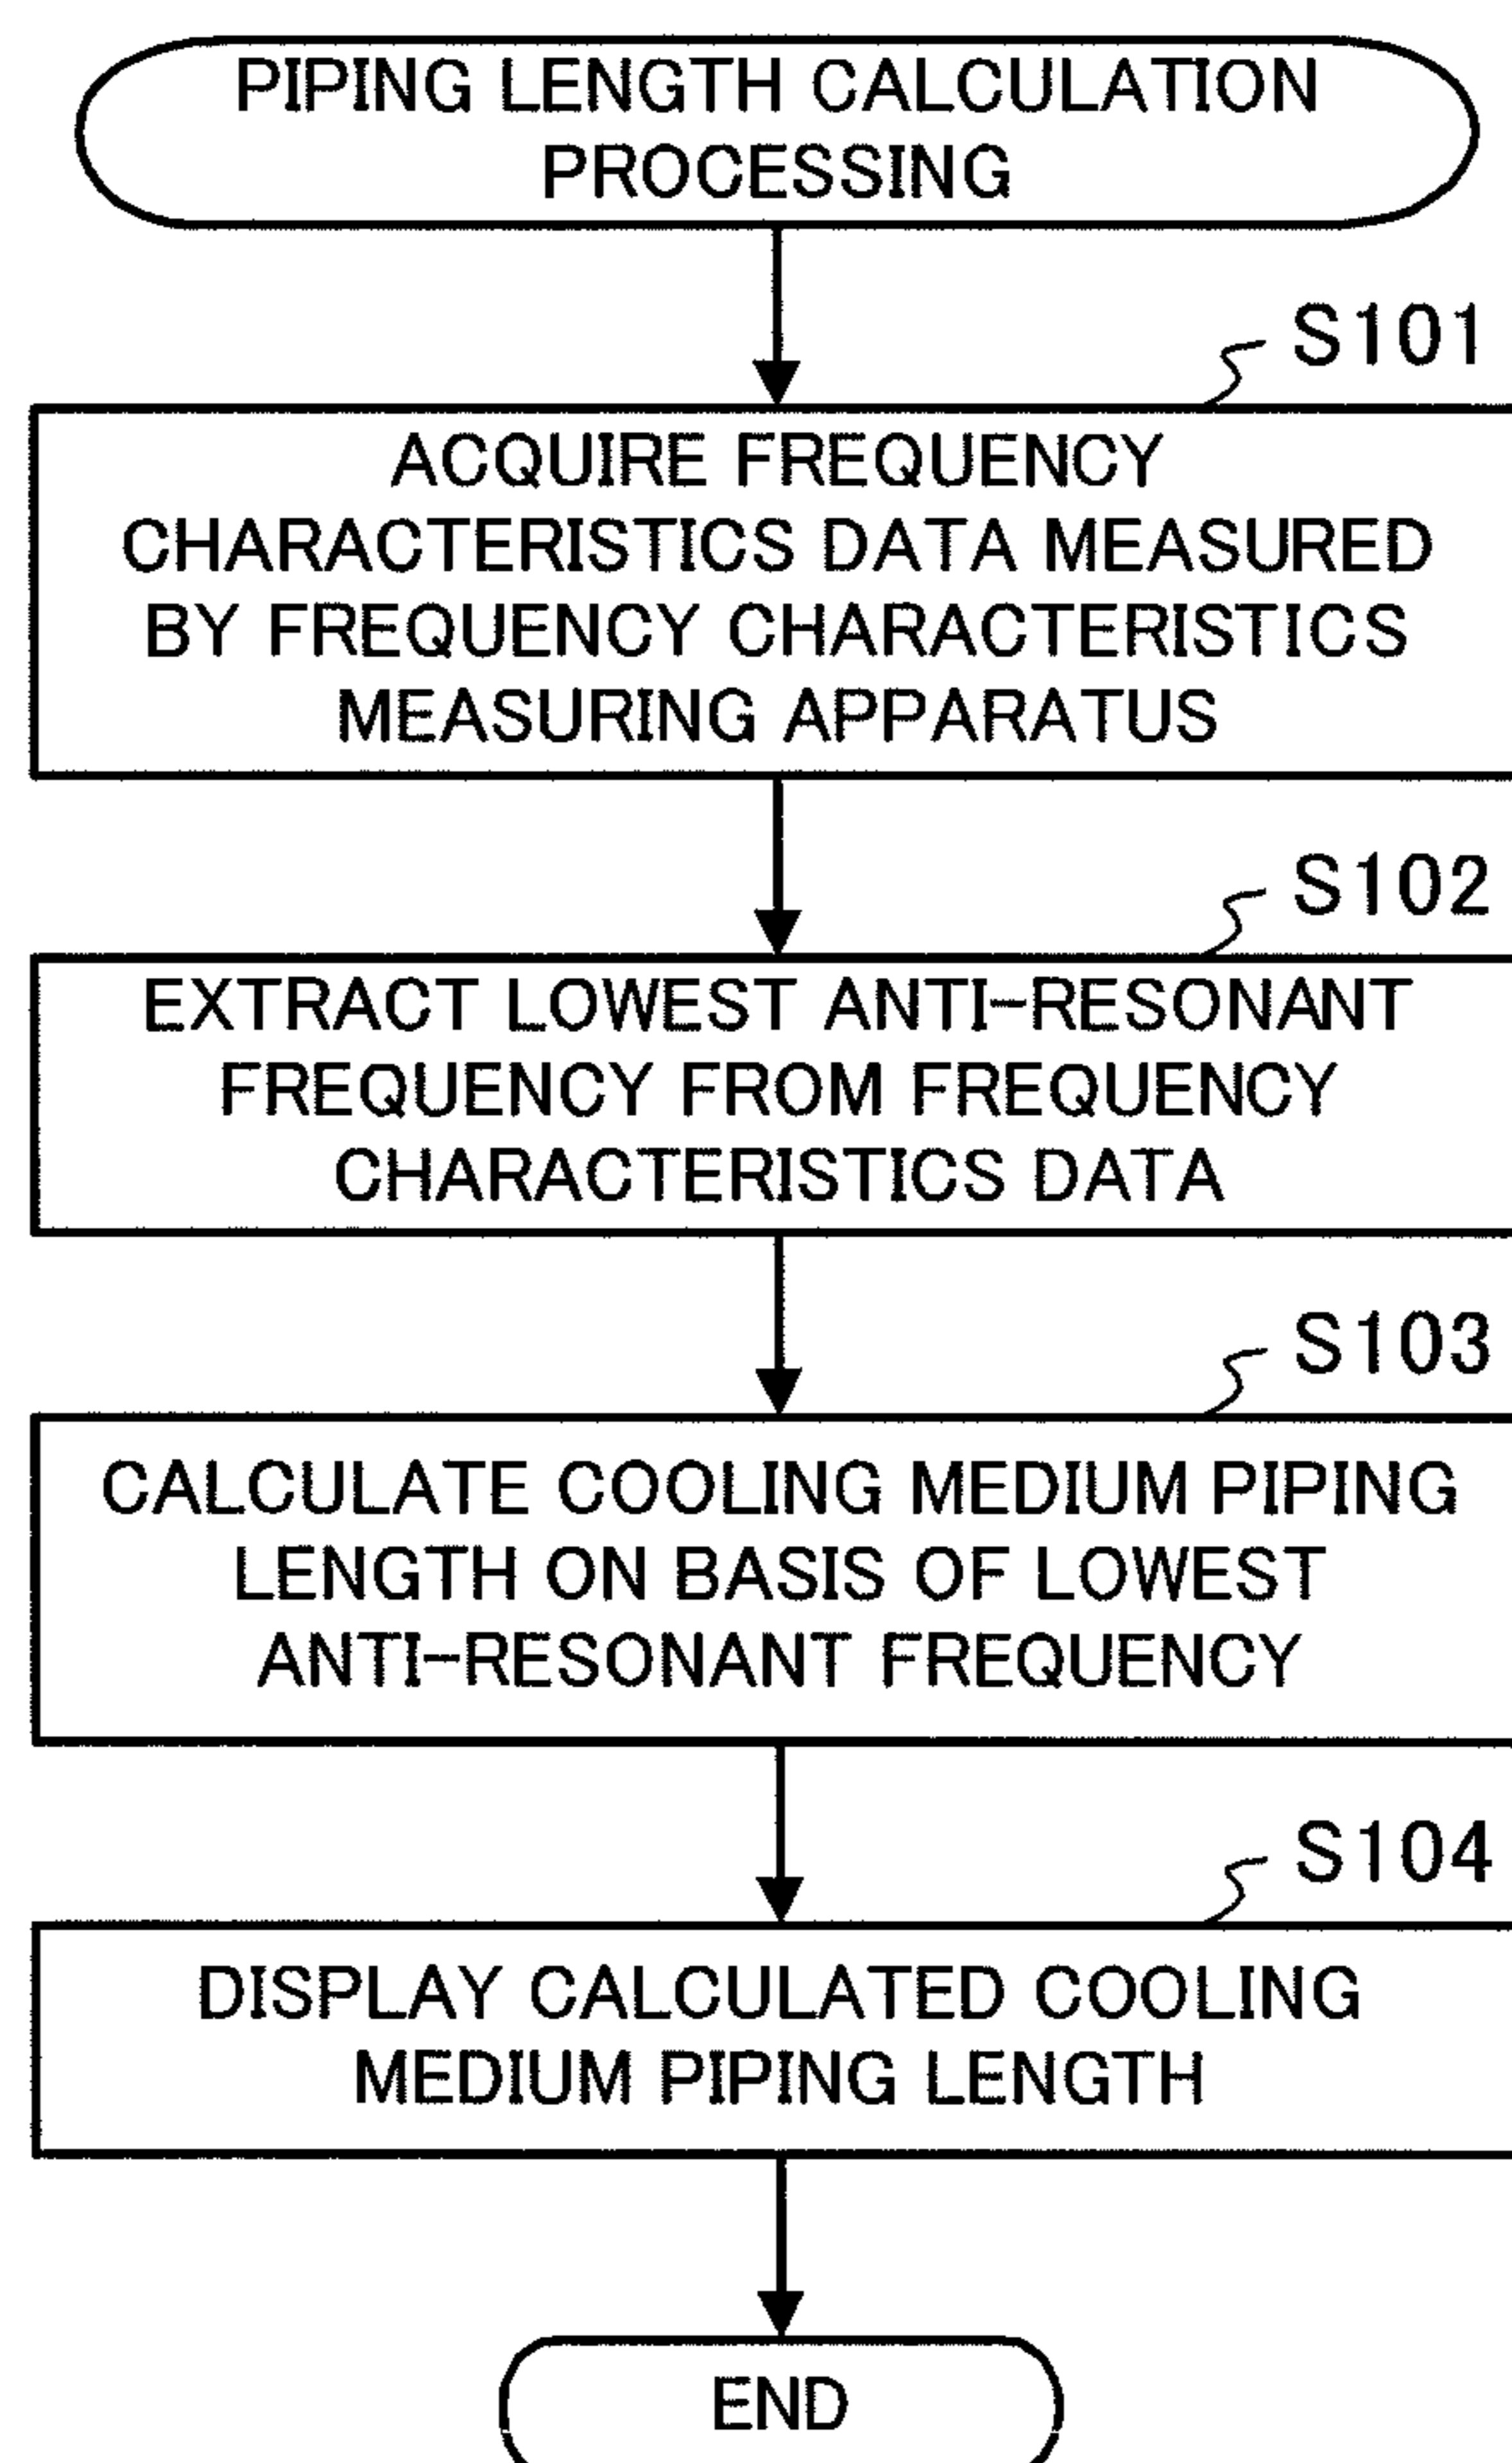 PIPING LENGTH CALCULATION
PROCESSING
S101
ACQUIRE FREQUENCY
CHARACTERISTICS DATA MEASURED
BY FREQUENCY CHARACTERISTICS
MEASURING APPARATUS
S102
EXTRACT LOWEST ANTI-RESONANT
FREQUENCY FROM FREQUENCY
CHARACTERISTICS DATA
S103
CALCULATE COOLING MEDIUM PIPING
LENGTH ON BASIS OF LOWEST
ANTI-RESONANT FREQUENCY
S104
DISPLAY CALCULATED COOLING
MEDIUM PIPING LENGTH
END